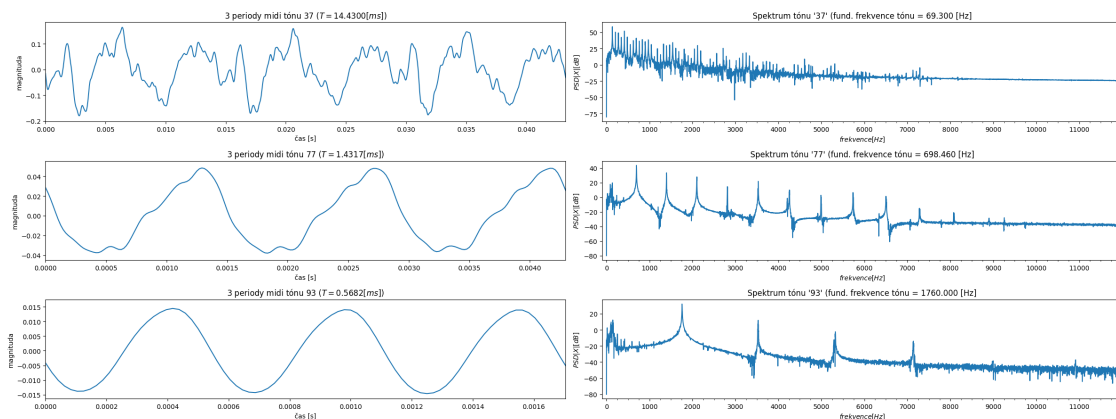 3 periody midi tónu 37 (T = 14.4300[ms])
magnituda
0.1
0.0
−0.1
−0.2
0.000 0.005 0.010 0.015 0.020 0.025 0.030 0.035 0.040
čas [s]
Spektrum tónu '37' (fund. frekvence tónu = 69.300 [Hz]
PSD[X][dB]
50
25
0
−25
−50
−75
0 1000 2000 3000 4000 5000 6000 7000 8000 9000 10000 11000
frekvence[Hz]
3 periody midi tónu 77 (T = 1.4317[ms])
magnituda
0.04
0.02
0.00
−0.02
−0.04
0.0000 0.0005 0.0010 0.0015 0.0020 0.0025 0.0030 0.0035 0.0040
čas [s]
Spektrum tónu '77' (fund. frekvence tónu = 698.460 [Hz]
PSD[X][dB]
40
20
0
−20
−40
−60
−80
0 1000 2000 3000 4000 5000 6000 7000 8000 9000 10000 11000
frekvence[Hz]
3 periody midi tónu 93 (T = 0.5682[ms])
magnituda
0.015
0.010
0.005
0.000
−0.005
−0.010
−0.015
0.0000 0.0002 0.0004 0.0006 0.0008 0.0010 0.0012 0.0014 0.0016
čas [s]
Spektrum tónu '93' (fund. frekvence tónu = 1760.000 [Hz]
PSD[X][dB]
20
0
−20
−40
−60
−80
0 1000 2000 3000 4000 5000 6000 7000 8000 9000 10000 11000
frekvence[Hz]